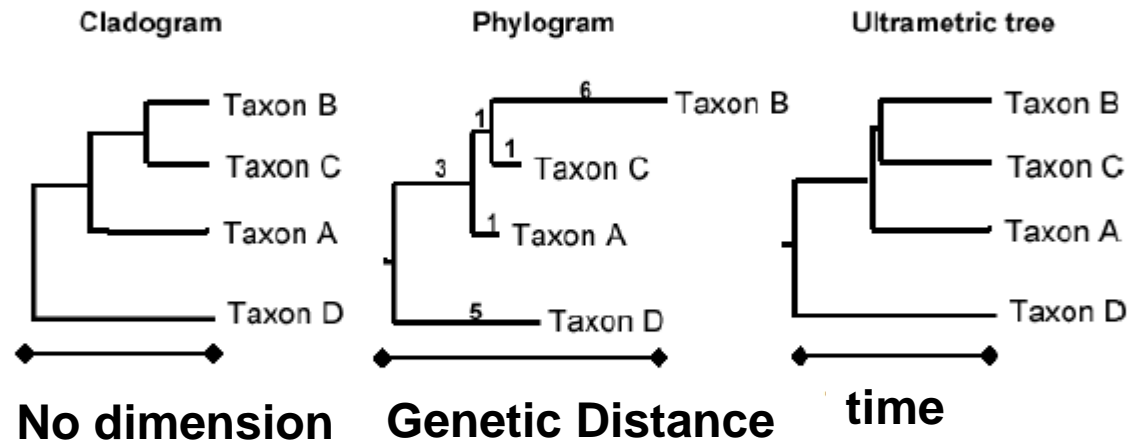 Cladogram
Taxon B
Taxon C
Taxon A
Taxon D
No dimension
Phylogram
6
Taxon B
1
1
Taxon C
3
1
Taxon A
5
Taxon D
Genetic Distance
Ultrametric tree
Taxon B
Taxon C
Taxon A
Taxon D
time